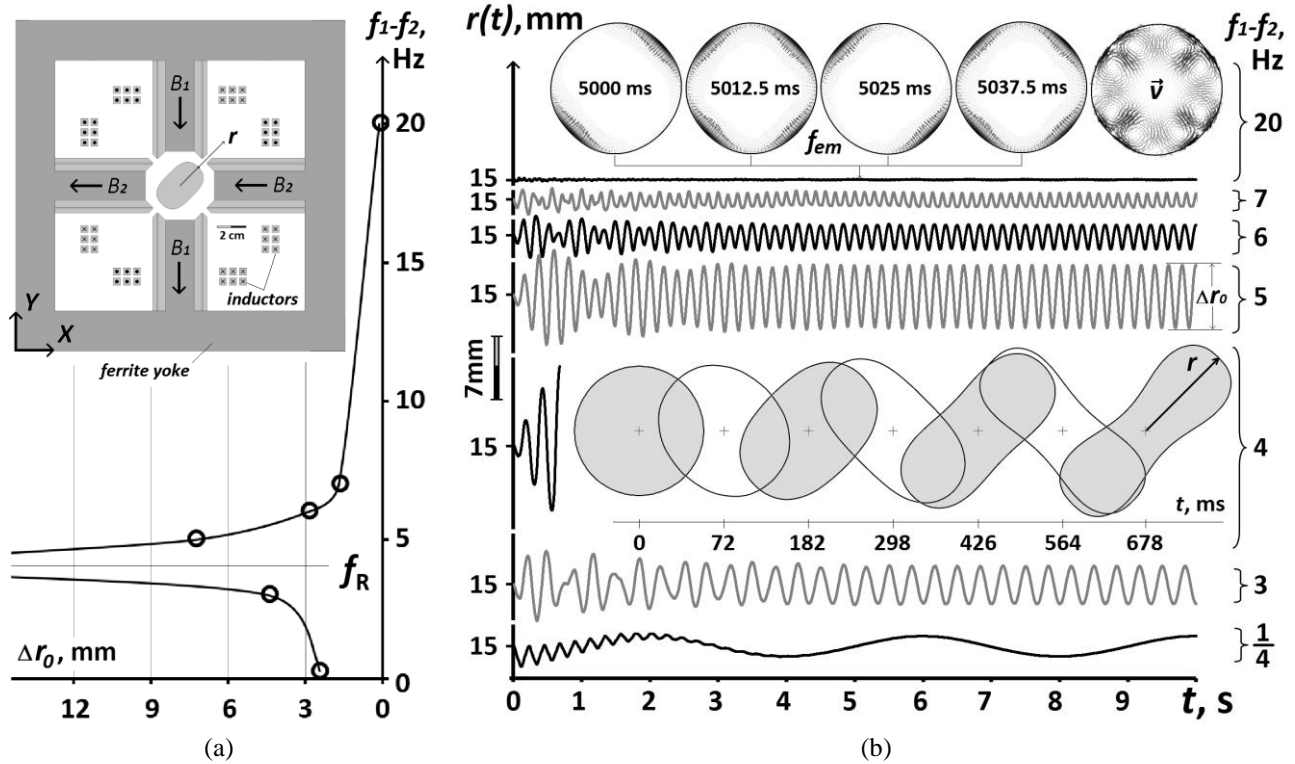 f1-f2,
Hz
B1
r
B2
B2
2 cm
B1
inductors
Y
X
ferrite yoke
20
15
10
5
fR
Δr0, mm
0
12
9
6
3
0
(a)
r(t), mm
f1-f2,
Hz
5000 ms
5012.5 ms
5025 ms
5037.5 ms
v⃗
20
fem
15
15
7
15
6
15
Δr0
5
7mm
r
15
4
t, ms
0
72
182
298
426
564
678
15
3
15
1
4
0
1
2
3
4
5
6
7
8
9
t, s
(b)